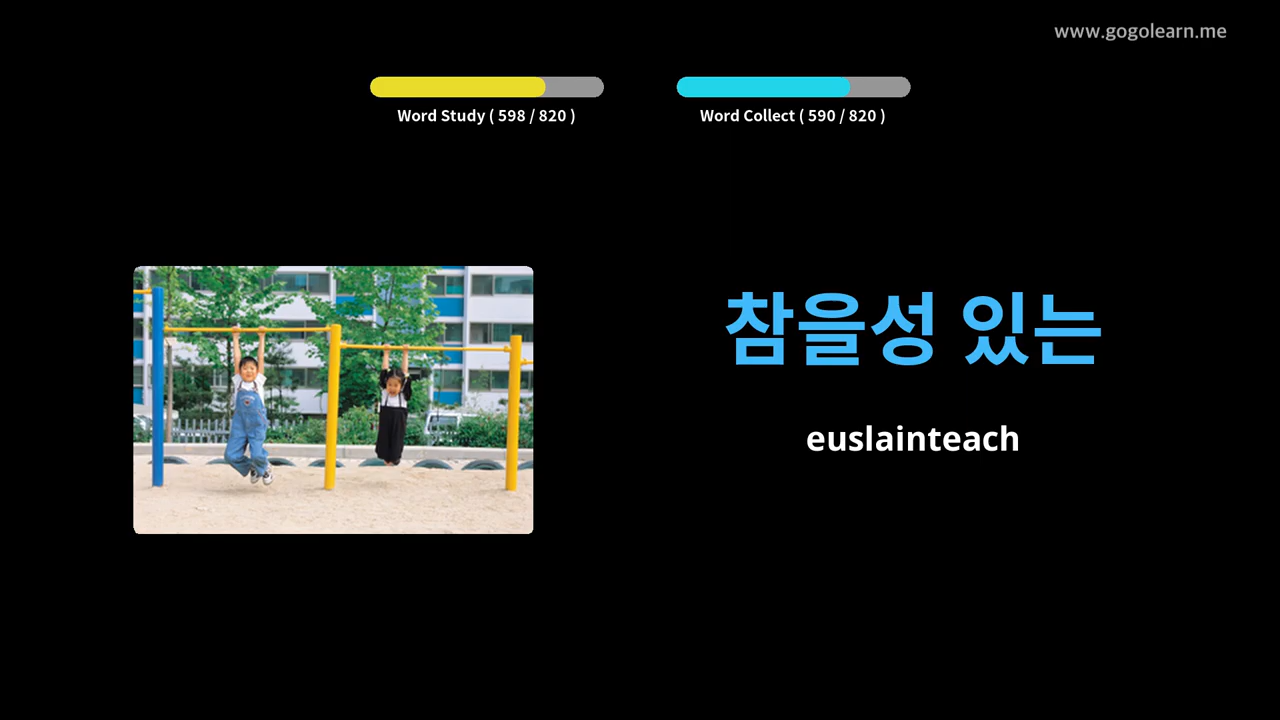 www.gogolearn.me
Word Study ( 598 / 820 )
Word Collect ( 590 / 820 )
참을성 있는
euslainteach